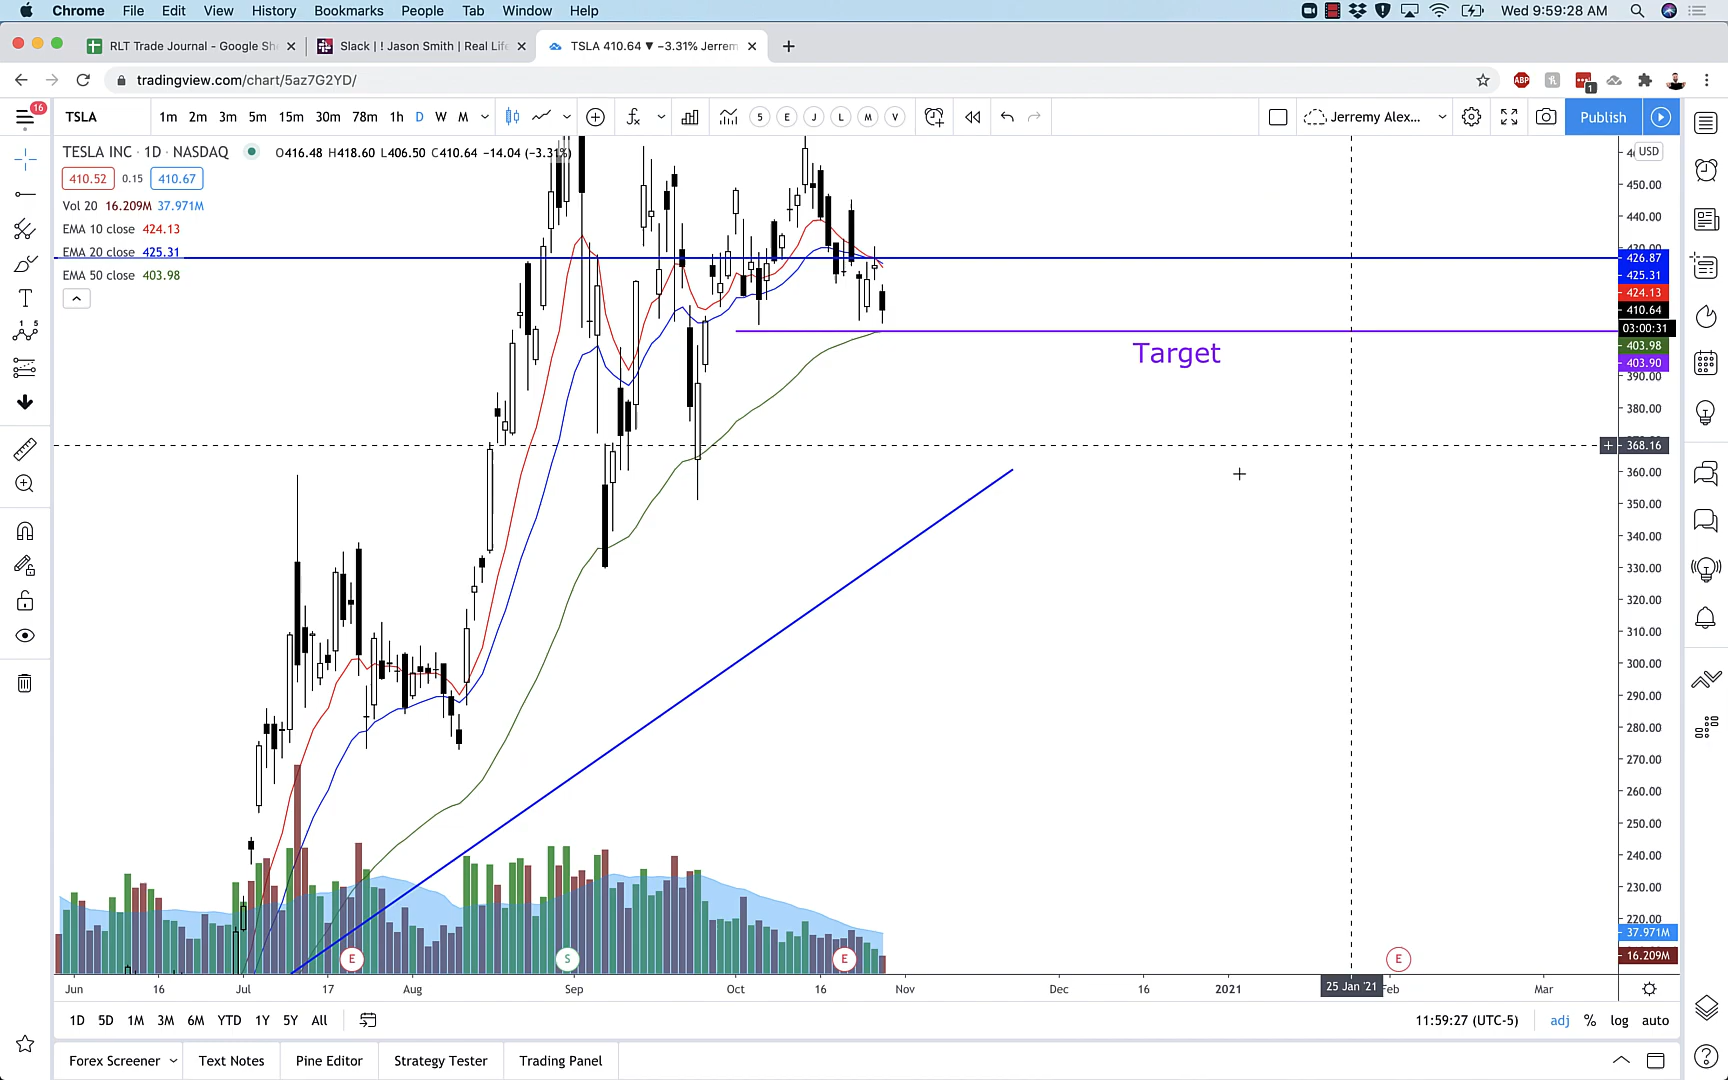 Chrome File Edit View History Bookmarks People Tab Window Help Wed 9:59:28 AM
RLT Trade Journal - Google She Slack | ! Jason Smith | Real Life TSLA 410.64 ▼ −3.31% Jerrem
ABP 1
tradingview.com/chart/5az7G2YD/
16 TSLA 1m 2m 3m 5m 15m 30m 78m 1h D W M 5 E J L M V Jeremy Alex... Publish
TESLA INC · 1D · NASDAQ O416.48 H418.60 L406.50 C410.64 −14.04 (−3.31%) USD
410.52 0.15 410.67
Vol 20 16.209M 37.971M
EMA 10 close 424.13
EMA 20 close 425.31
EMA 50 close 403.98
450.00
440.00
430.00
426.87
425.31
424.13
410.64
03:00:31
403.98
403.90
Target
390.00
380.00
368.16
360.00
350.00
340.00
330.00
320.00
310.00
300.00
290.00
280.00
270.00
260.00
250.00
240.00
230.00
220.00
37.971M
16.209M
E S E E
Jun 16 Jul 17 Aug Sep Oct 16 Nov Dec 16 2021 25 Jan '21 Feb Mar
1D 5D 1M 3M 6M YTD 1Y 5Y All 11:59:27 (UTC-5) adj % log auto
Forex Screener Text Notes Pine Editor Strategy Tester Trading Panel